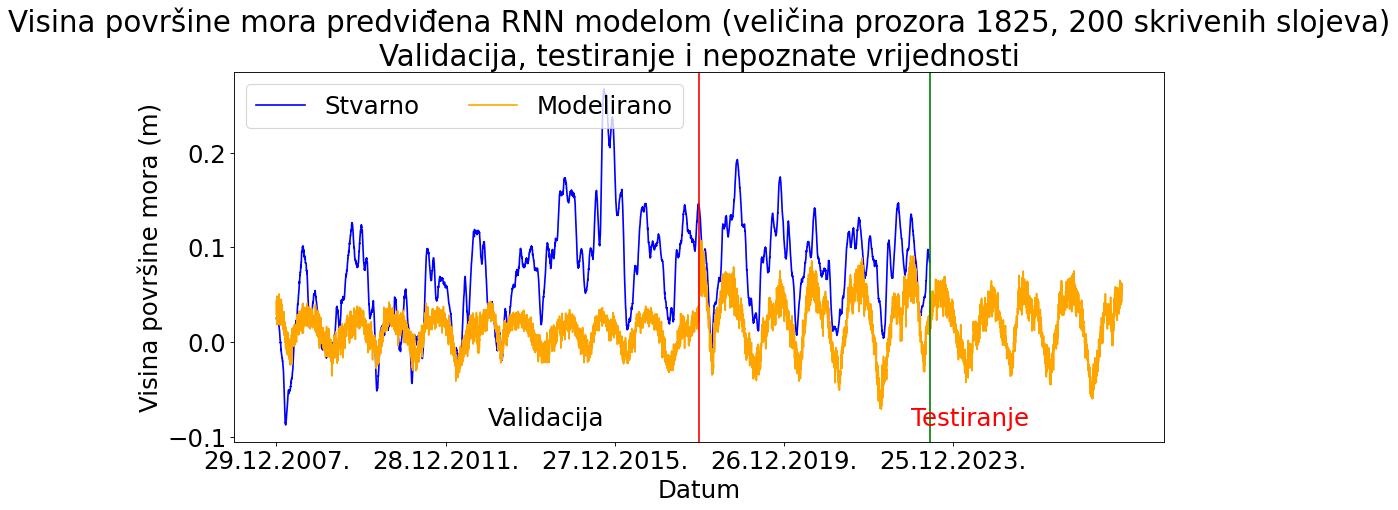 Visina površine mora predviđena RNN modelom (veličina prozora 1825, 200 skrivenih slojeva)
Validacija, testiranje i nepoznate vrijednosti
Stvarno Modelirano
Visina površine mora (m)
0.2
0.1
0.0
−0.1
Validacija
Testiranje
29.12.2007. 28.12.2011. 27.12.2015. 26.12.2019. 25.12.2023.
Datum